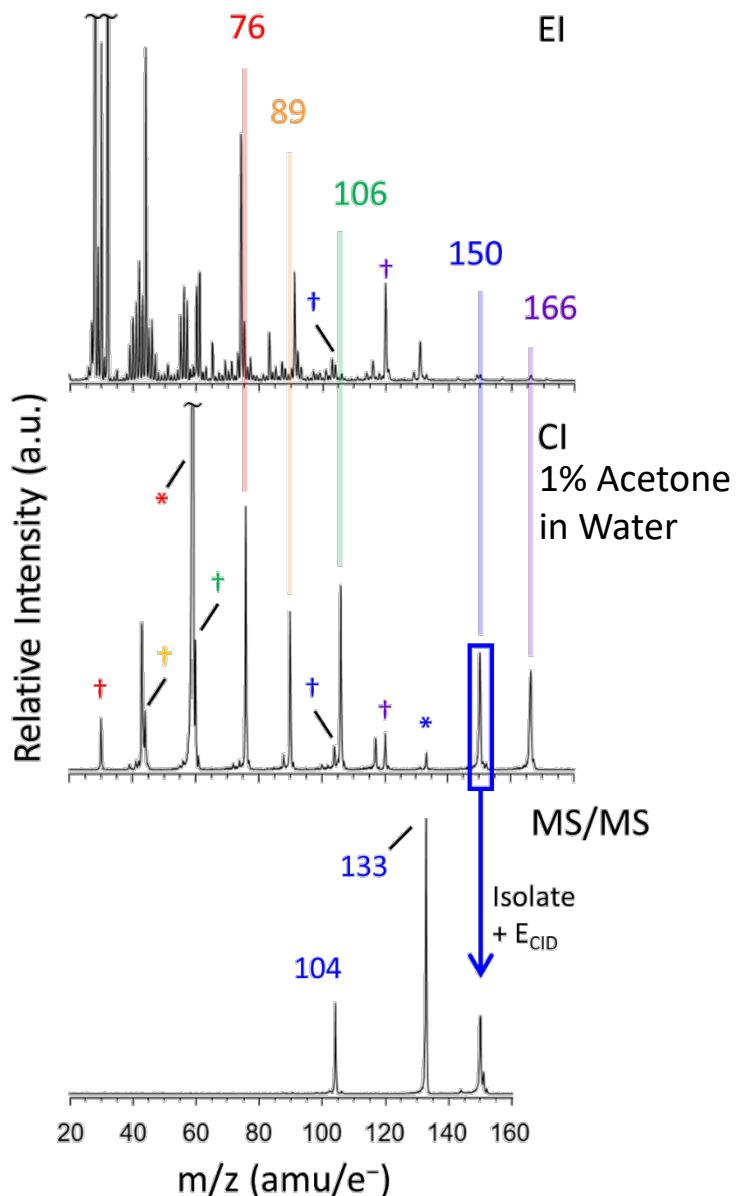 EI
76
89
106
150
166
†
†
CI
1% Acetone
in Water
*
†
†
†
†
†
*
MS/MS
133
104
Isolate
+ E_CID
Relative Intensity (a.u.)
20 40 60 80 100 120 140 160
m/z (amu/e⁻)